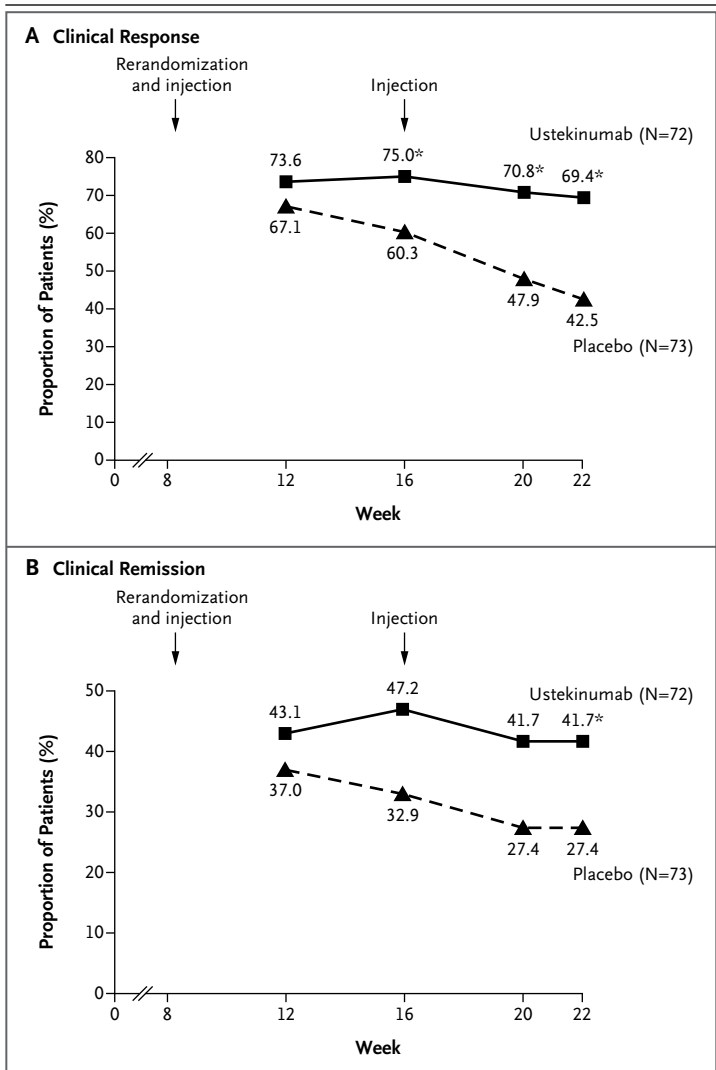 A Clinical Response
Rerandomization
and injection
Injection
Ustekinumab (N=72)
80
70
60
50
40
30
20
10
0
Proportion of Patients (%)
73.6
75.0*
70.8*
69.4*
67.1
60.3
47.9
42.5
Placebo (N=73)
0
8
12
16
20
22
Week
B Clinical Remission
Rerandomization
and injection
Injection
Ustekinumab (N=72)
50
40
30
20
10
0
Proportion of Patients (%)
43.1
47.2
41.7
41.7*
37.0
32.9
27.4
27.4
Placebo (N=73)
0
8
12
16
20
22
Week